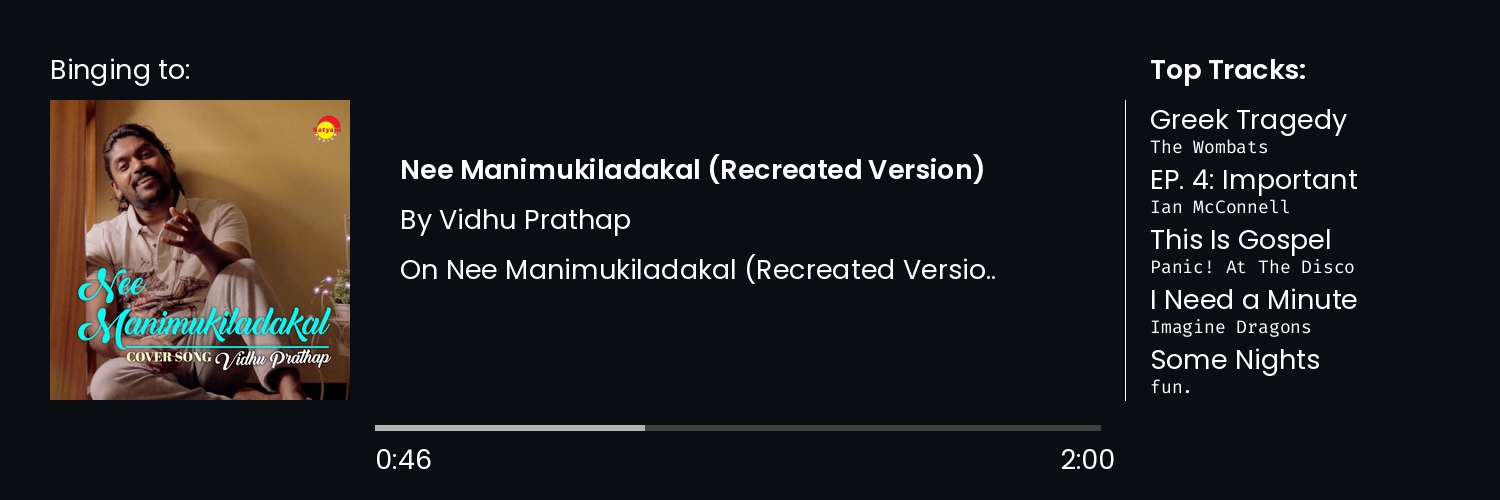 Binging to:
Satyam
Nee
Manimukiladakal
COVER SONG Vidhu Prathap
Nee Manimukiladakal (Recreated Version)
By Vidhu Prathap
On Nee Manimukiladakal (Recreated Versio..
0:46
2:00
Top Tracks:
Greek Tragedy
The Wombats
EP. 4: Important
Ian McConnell
This Is Gospel
Panic! At The Disco
I Need a Minute
Imagine Dragons
Some Nights
fun.